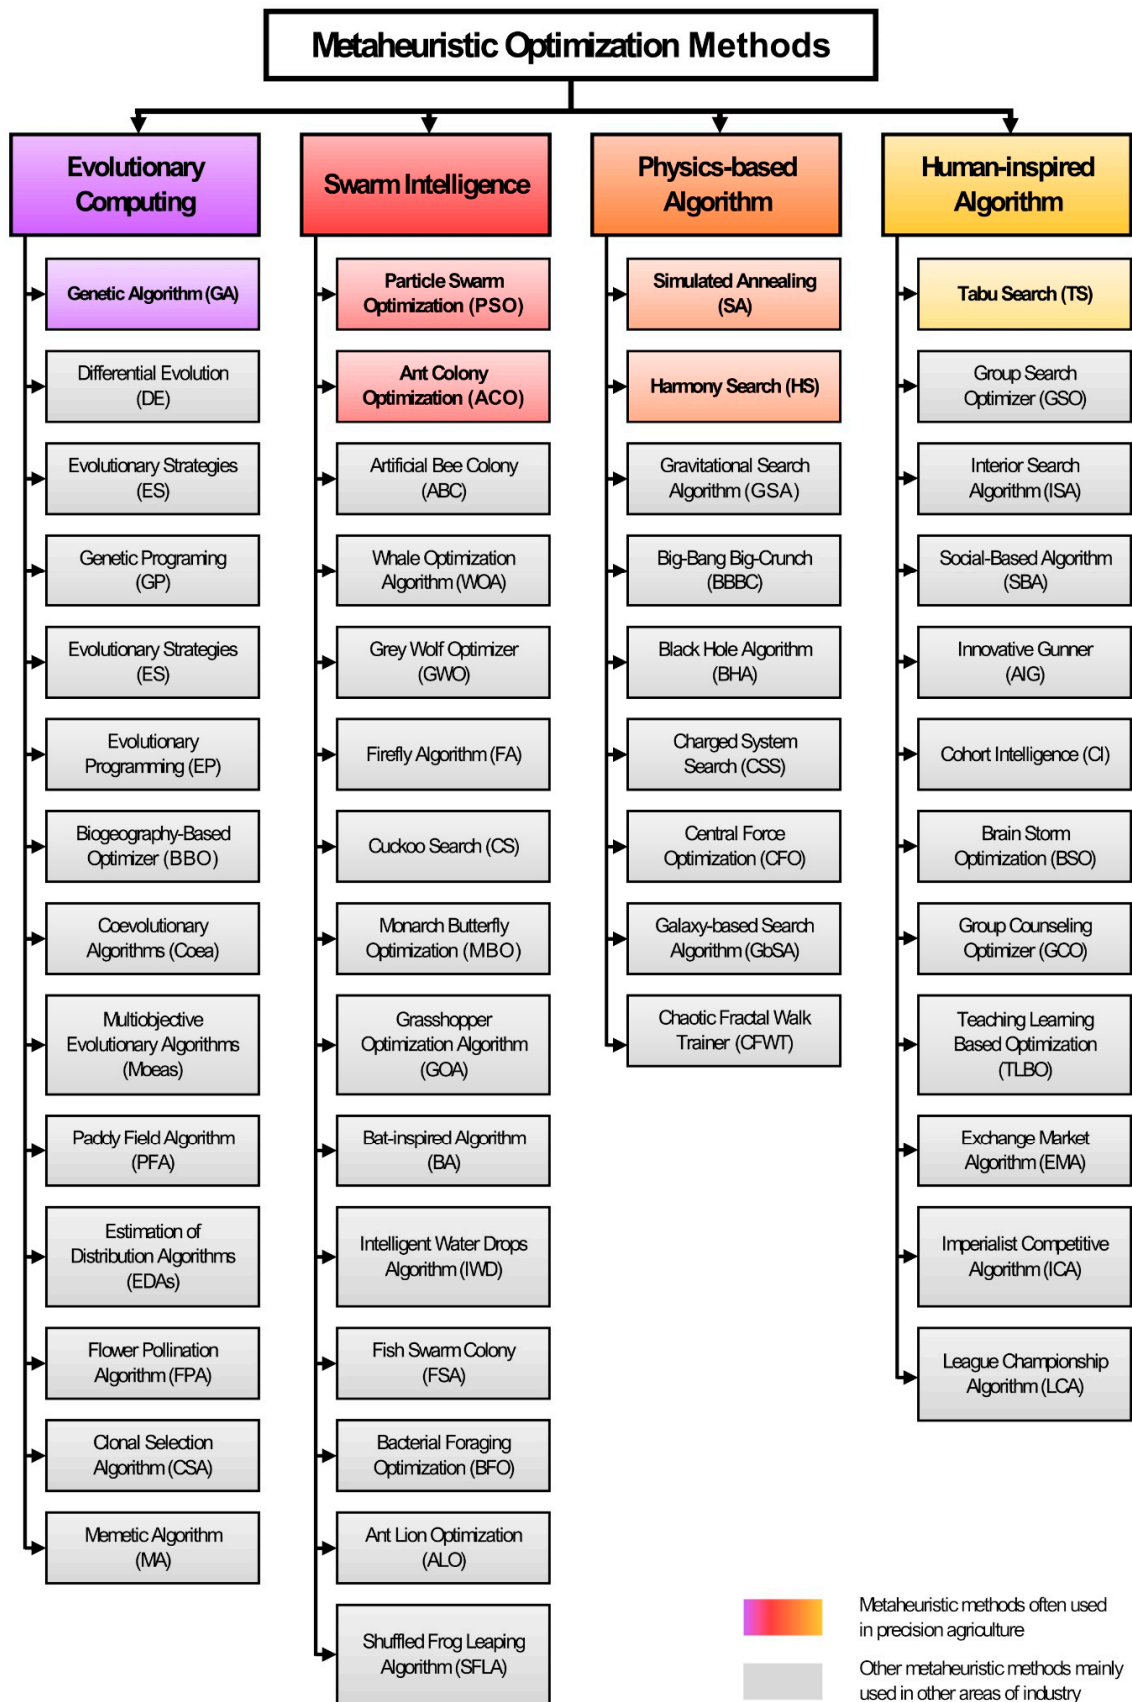 Metaheuristic Optimization Methods
Evolutionary
Computing
Genetic Algorithm (GA)
Differential Evolution
(DE)
Evolutionary Strategies
(ES)
Genetic Programing
(GP)
Evolutionary Strategies
(ES)
Evolutionary
Programming (EP)
Biogeography-Based
Optimizer (BBO)
Coevolutionary
Algorithms (Coea)
Multiobjective
Evolutionary Algorithms
(Moeas)
Paddy Field Algorithm
(PFA)
Estimation of
Distribution Algorithms
(EDAs)
Flower Pollination
Algorithm (FPA)
Clonal Selection
Algorithm (CSA)
Memetic Algorithm
(MA)
Swarm Intelligence
Particle Swarm
Optimization (PSO)
Ant Colony
Optimization (ACO)
Artificial Bee Colony
(ABC)
Whale Optimization
Algorithm (WOA)
Grey Wolf Optimizer
(GWO)
Firefly Algorithm (FA)
Cuckoo Search (CS)
Monarch Butterfly
Optimization (MBO)
Grasshopper
Optimization Algorithm
(GOA)
Bat-inspired Algorithm
(BA)
Intelligent Water Drops
Algorithm (IWD)
Fish Swarm Colony
(FSA)
Bacterial Foraging
Optimization (BFO)
Ant Lion Optimization
(ALO)
Shuffled Frog Leaping
Algorithm (SFLA)
Physics-based
Algorithm
Simulated Annealing
(SA)
Harmony Search (HS)
Gravitational Search
Algorithm (GSA)
Big-Bang Big-Crunch
(BBBC)
Black Hole Algorithm
(BHA)
Charged System
Search (CSS)
Central Force
Optimization (CFO)
Galaxy-based Search
Algorithm (GbSA)
Chaotic Fractal Walk
Trainer (CFWT)
Human-inspired
Algorithm
Tabu Search (TS)
Group Search
Optimizer (GSO)
Interior Search
Algorithm (ISA)
Social-Based Algorithm
(SBA)
Innovative Gunner
(AIG)
Cohort Intelligence (CI)
Brain Storm
Optimization (BSO)
Group Counseling
Optimizer (GCO)
Teaching Learning
Based Optimization
(TLBO)
Exchange Market
Algorithm (EMA)
Imperialist Competitive
Algorithm (ICA)
League Championship
Algorithm (LCA)
Metaheuristic methods often used
in precision agriculture
Other metaheuristic methods mainly
used in other areas of industry